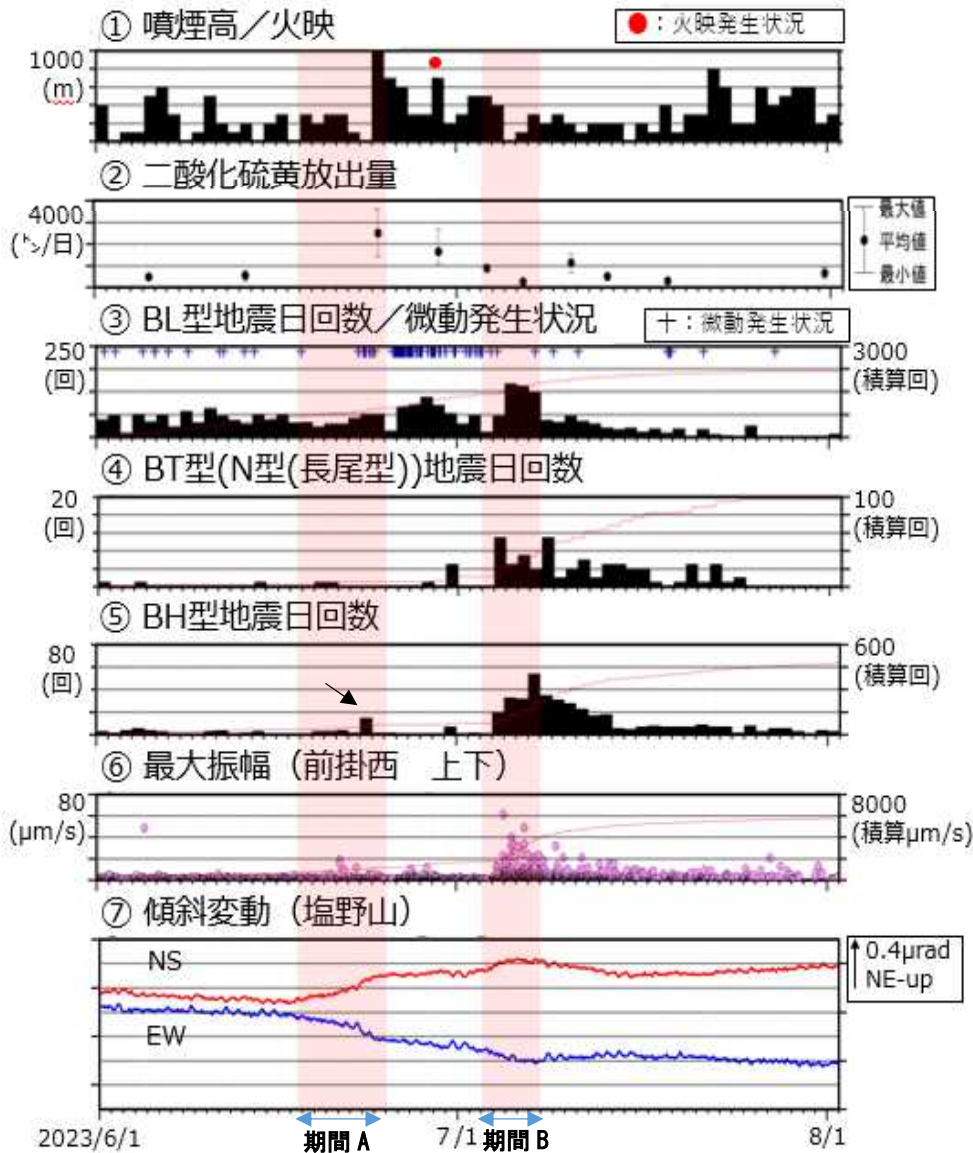 ① 噴煙高／火映
●：火映発生状況
1000
(m)
② 二酸化硫黄放出量
4000
(ﾄﾝ/日)
最大値
平均値
最小値
③ BL型地震日回数／微動発生状況
＋：微動発生状況
250
(回)
3000
(積算回)
④ BT型(N型(長尾型))地震日回数
20
(回)
100
(積算回)
⑤ BH型地震日回数
80
(回)
600
(積算回)
⑥ 最大振幅（前掛西　上下）
80
(μm/s)
8000
(積算μm/s)
⑦ 傾斜変動（塩野山）
NS
EW
0.4μrad
NE-up
2023/6/1
期間 A
7/1
期間 B
8/1